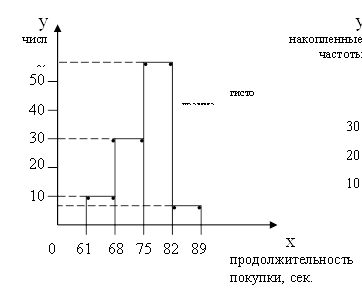 У
числ
50
40
30
20
10
0 61 68 75 82 89
Х
продолжительность
покупки, сек.
гисто
У
накопленные
частоты
30
20
10